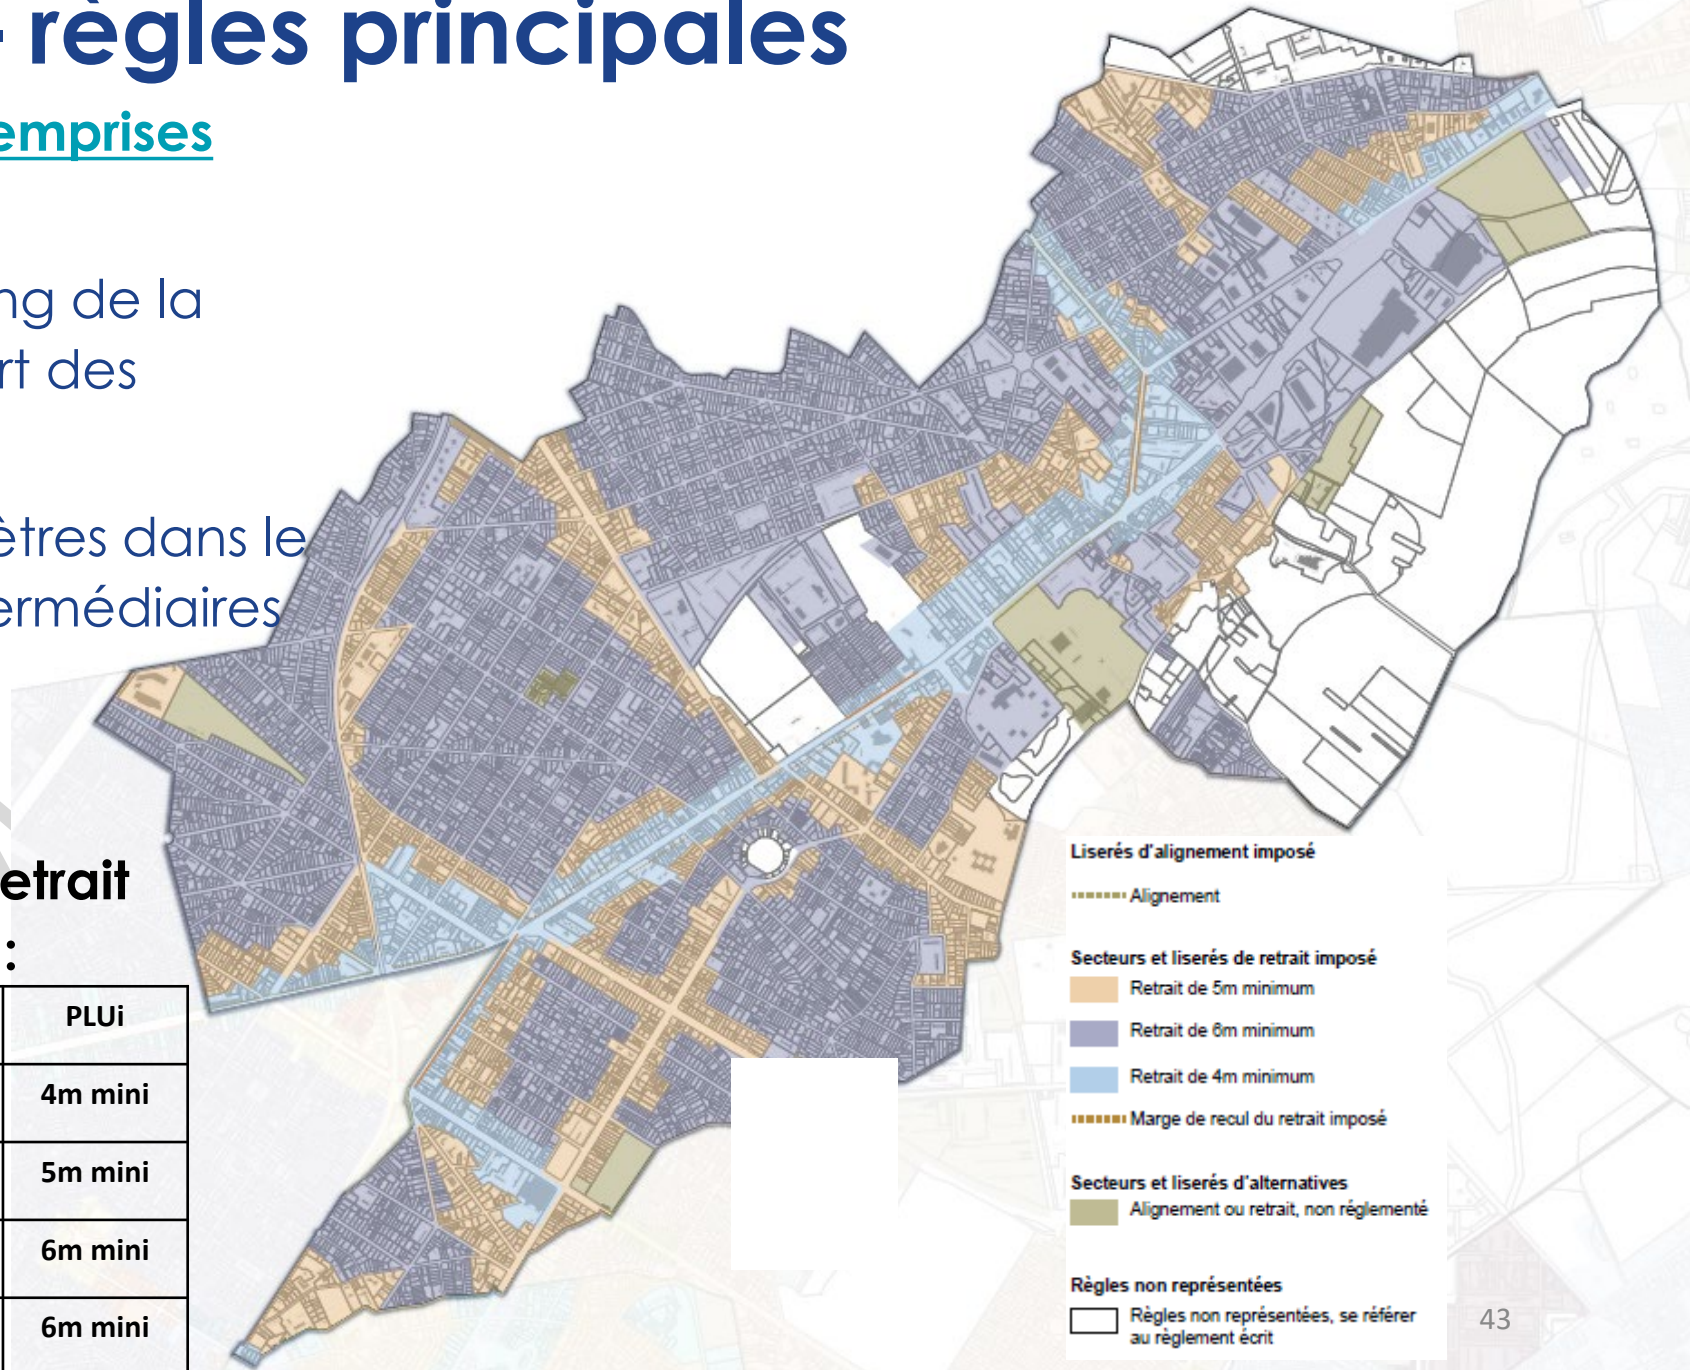 - règles principales
emprises
ng de la
rt des
ètres dans le
ermédiaires
etrait
:
PLUi
4m mini
5m mini
6m mini
6m mini
Liserés d'alignement imposé
Alignement
Secteurs et liserés de retrait imposé
Retrait de 5m minimum
Retrait de 6m minimum
Retrait de 4m minimum
Marge de recul du retrait imposé
Secteurs et liserés d'alternatives
Alignement ou retrait, non réglementé
Règles non représentées
Règles non représentées, se référer
au règlement écrit
43